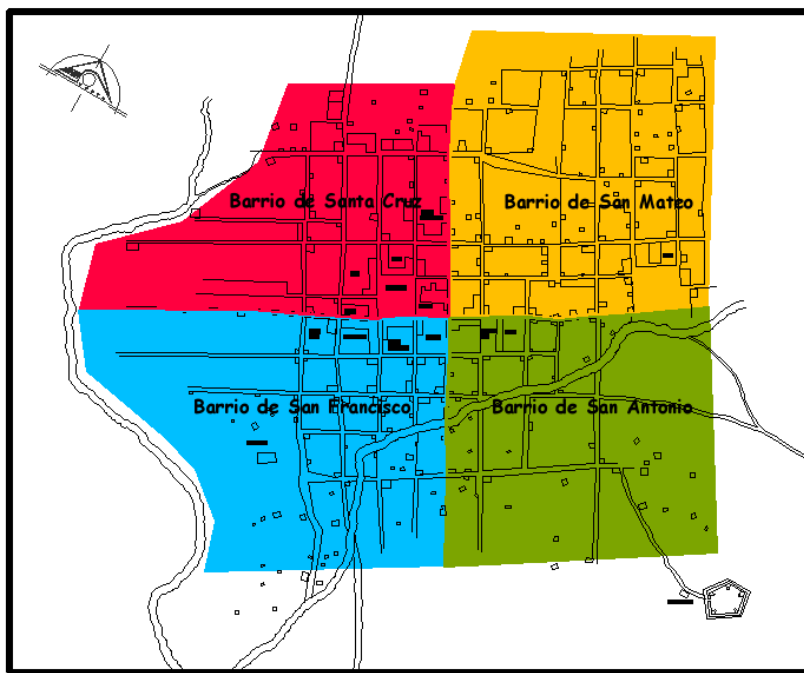 Barrio de Santa Cruz
Barrio de San Mateo
Barrio de San Francisco
Barrio de San Antonio